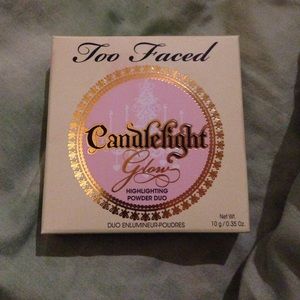 Too Faced
Candlelight
Glow
HIGHLIGHTING
POWDER DUO
DUO ENLUMINEUR-POUDRES
Net Wt.
10 g / 0.35 Oz.